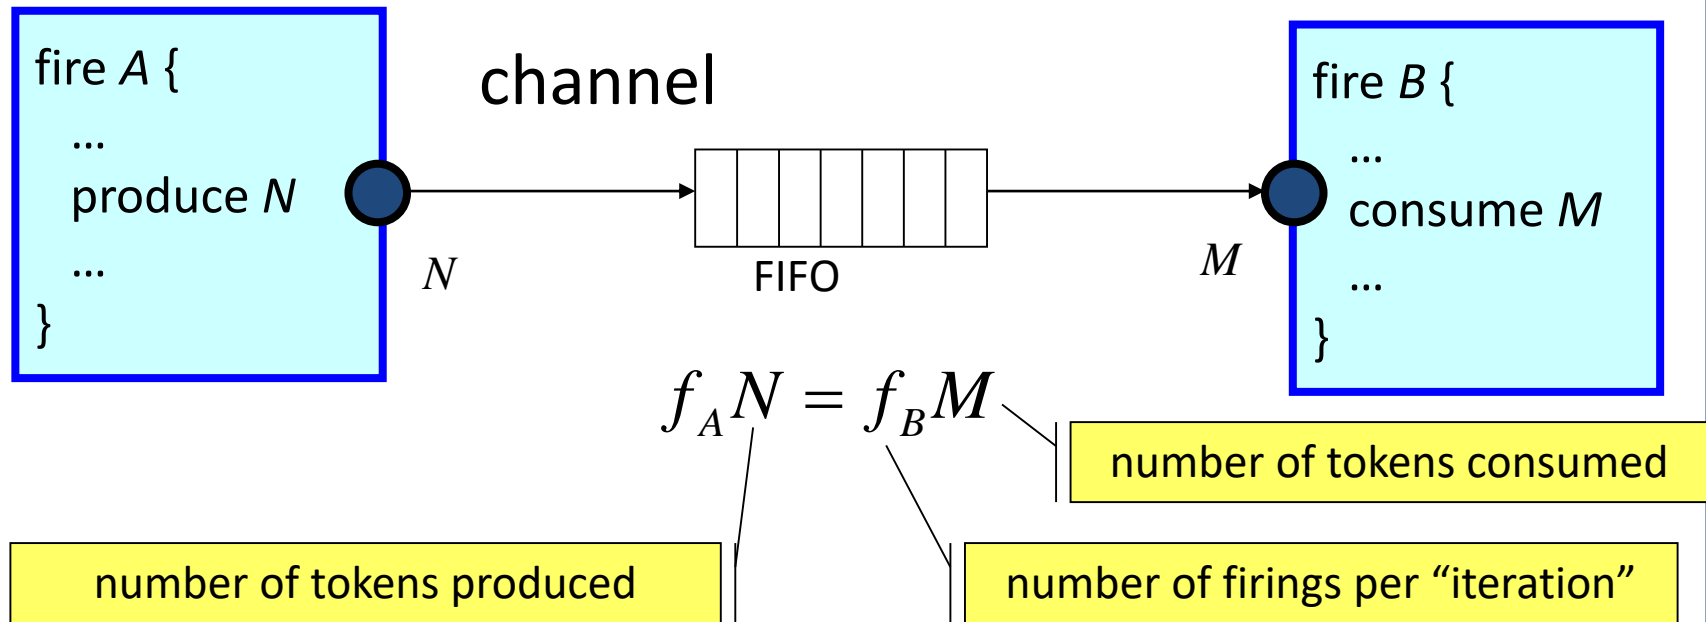 fire A {
...
produce N
...
}
channel
N
FIFO
M
fire B {
...
consume M
...
}
f_A N = f_B M
number of tokens consumed
number of tokens produced
number of firings per “iteration”